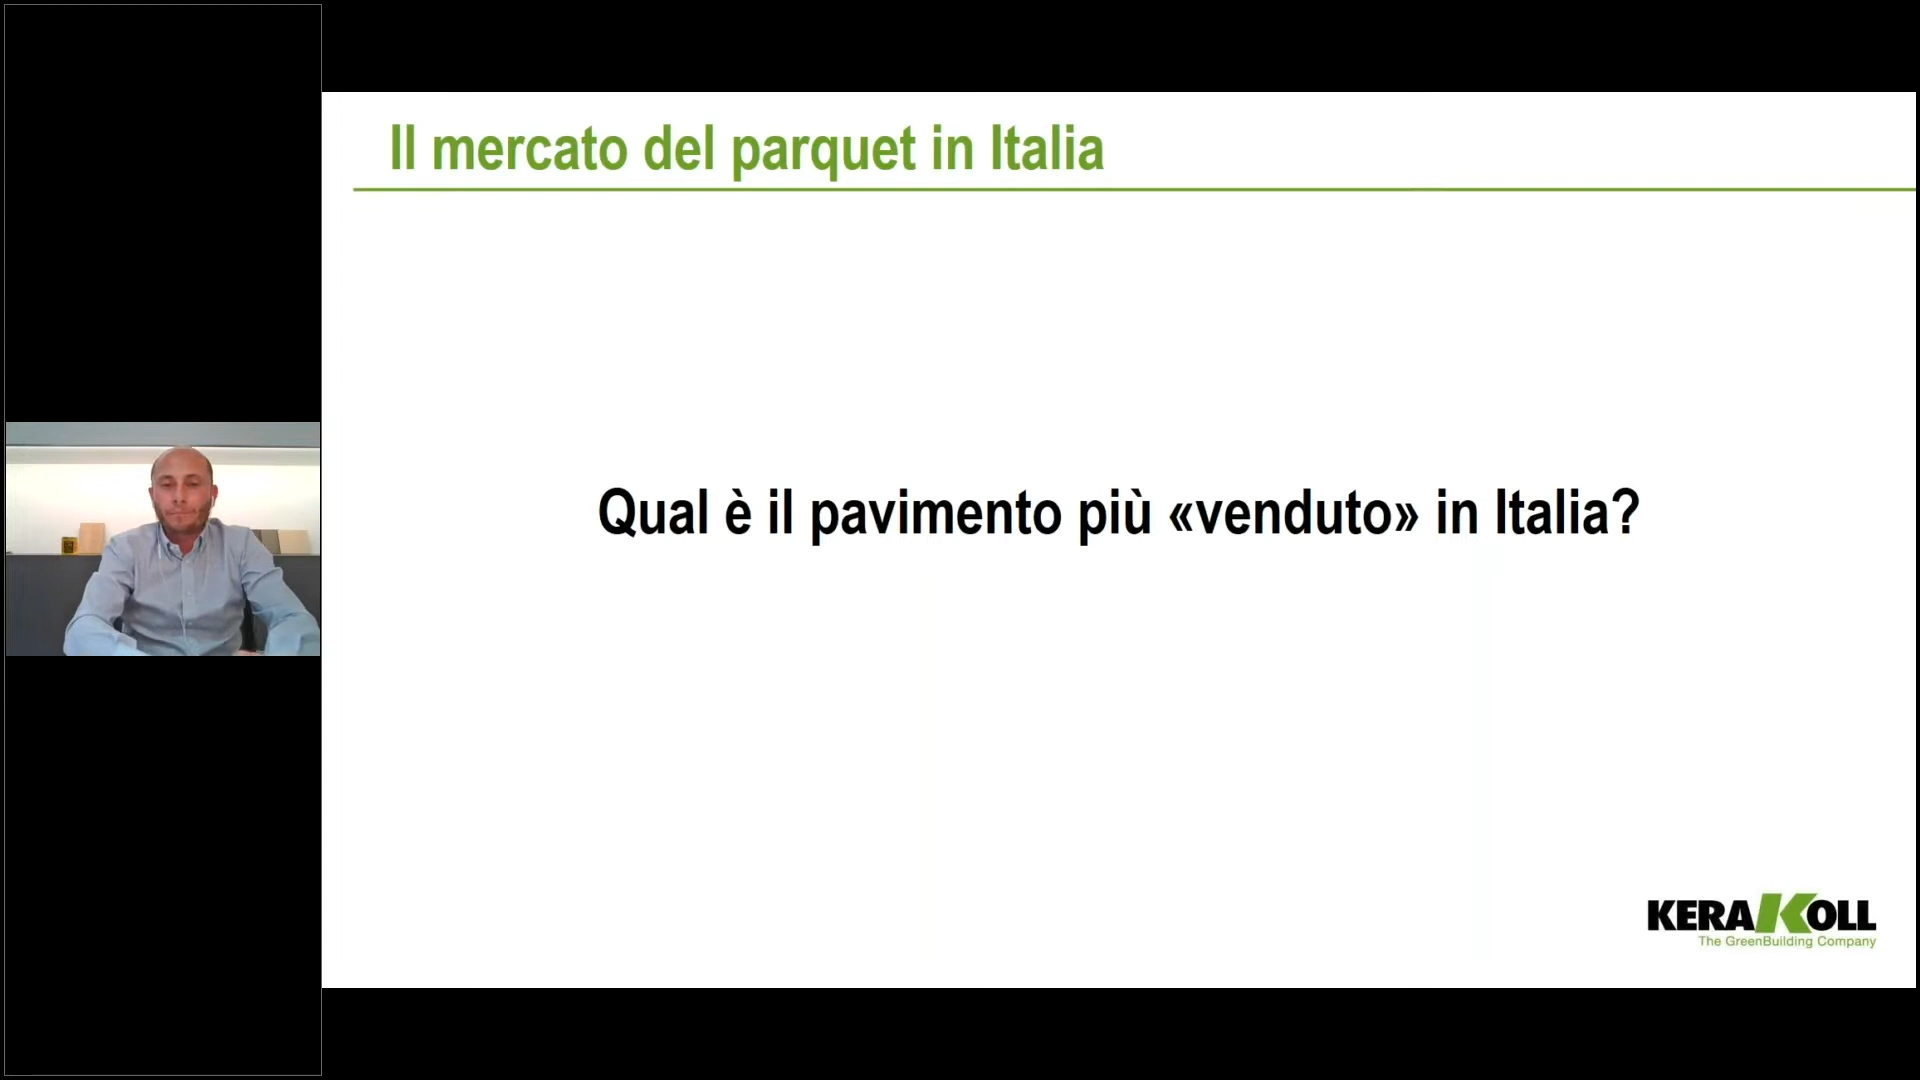 Il mercato del parquet in Italia
Qual è il pavimento più «venduto» in Italia?
KERAKOLL
The GreenBuilding Company